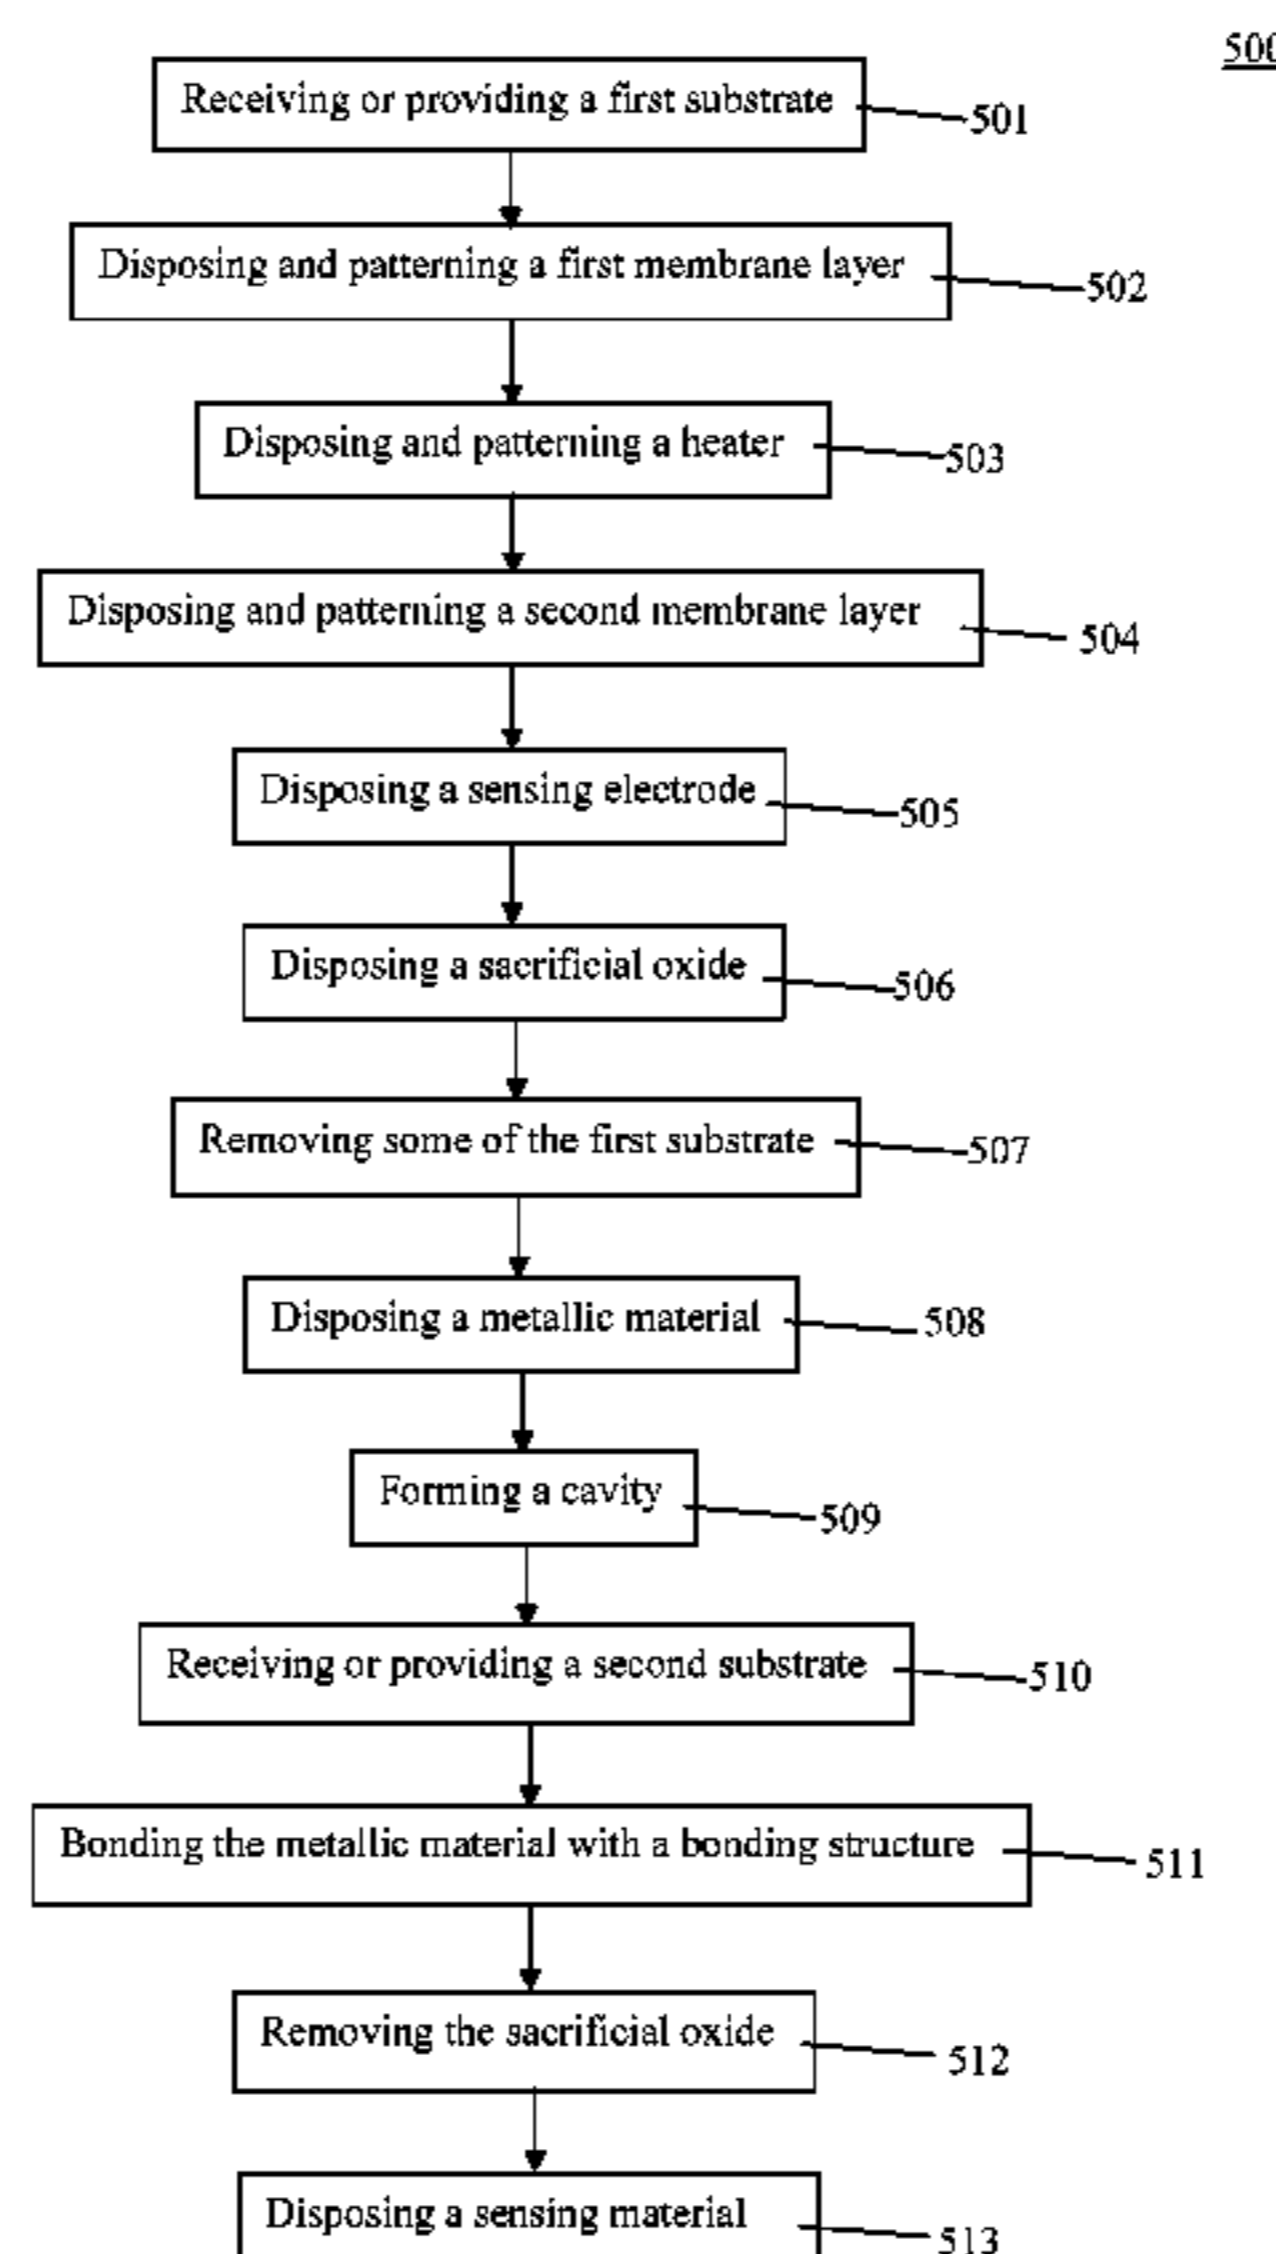 500
Receiving or providing a first substrate
501
Disposing and patterning a first membrane layer
502
Disposing and patterning a heater
503
Disposing and patterning a second membrane layer
504
Disposing a sensing electrode
505
Disposing a sacrificial oxide
506
Removing some of the first substrate
507
Disposing a metallic material
508
Forming a cavity
509
Receiving or providing a second substrate
510
Bonding the metallic material with a bonding structure
511
Removing the sacrificial oxide
512
Disposing a sensing material
513